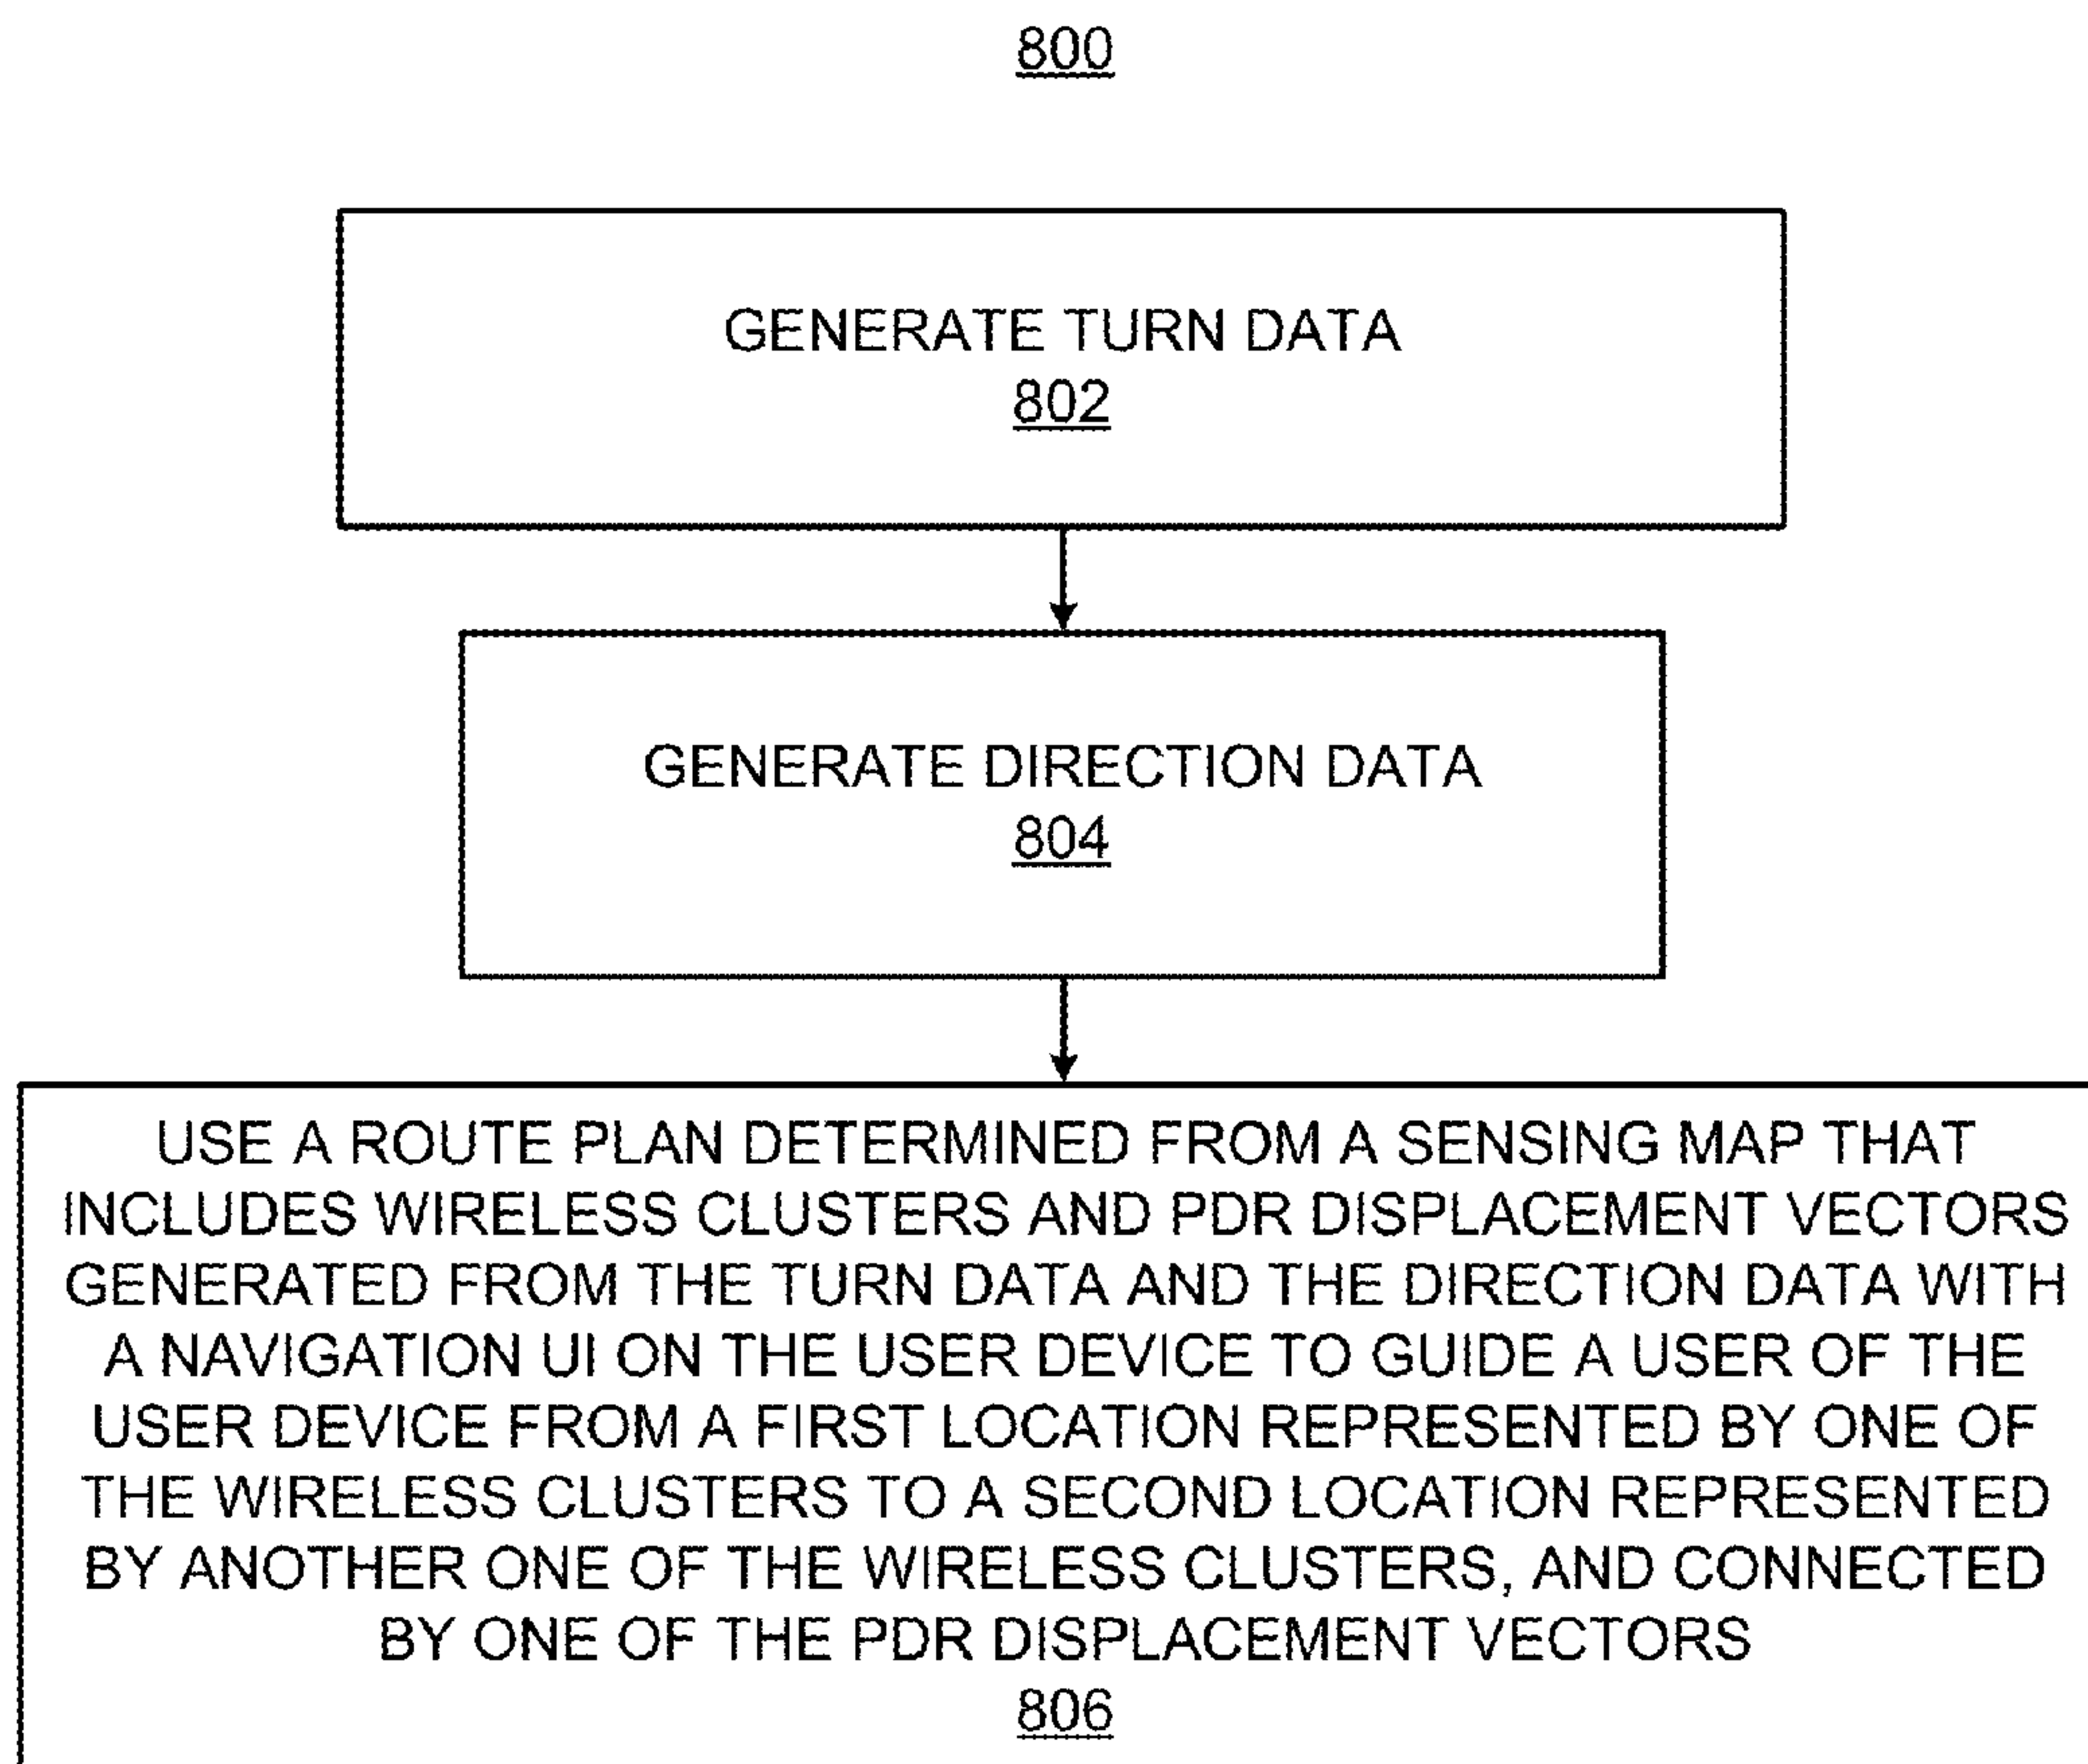 800
GENERATE TURN DATA
802
GENERATE DIRECTION DATA
804
USE A ROUTE PLAN DETERMINED FROM A SENSING MAP THAT
INCLUDES WIRELESS CLUSTERS AND PDR DISPLACEMENT VECTORS
GENERATED FROM THE TURN DATA AND THE DIRECTION DATA WITH
A NAVIGATION UI ON THE USER DEVICE TO GUIDE A USER OF THE
USER DEVICE FROM A FIRST LOCATION REPRESENTED BY ONE OF
THE WIRELESS CLUSTERS TO A SECOND LOCATION REPRESENTED
BY ANOTHER ONE OF THE WIRELESS CLUSTERS, AND CONNECTED
BY ONE OF THE PDR DISPLACEMENT VECTORS
806